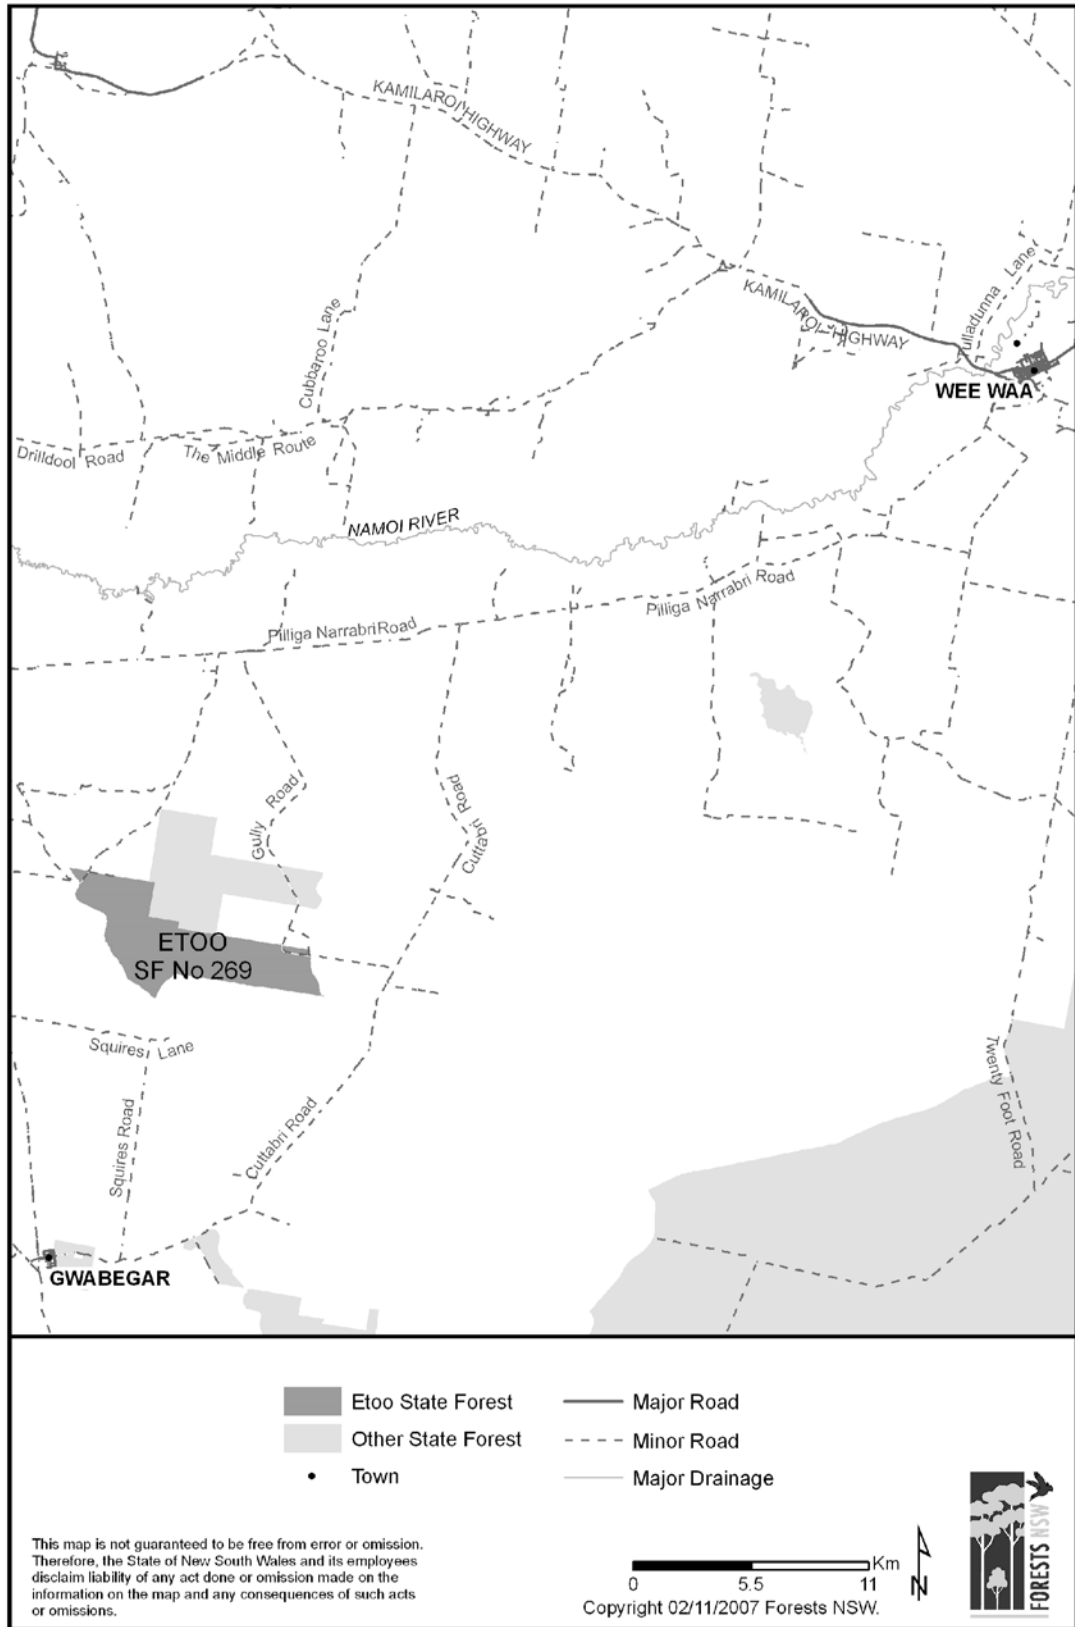 KAMILAROI HIGHWAY
Tulladunna Lane
KAMILAROI HIGHWAY
Cubbaroo Lane
WEE WAA
Drilldool Road
The Middle Route
NAMOI RIVER
Pilliga Narrabri Road
Pilliga Narrabri Road
Gully Road
Cuttabri Road
ETOO
SF No 269
Squires Lane
Twenty Foot Road
Squires Road
Cuttabri Road
GWABEGAR
Etoo State Forest
Major Road
Other State Forest
Minor Road
Town
Major Drainage
This map is not guaranteed to be free from error or omission.
Therefore, the State of New South Wales and its employees
disclaim liability of any act done or omission made on the
information on the map and any consequences of such acts
or omissions.
Km
0 5.5 11
Copyright 02/11/2007 Forests NSW.
N
FORESTS NSW